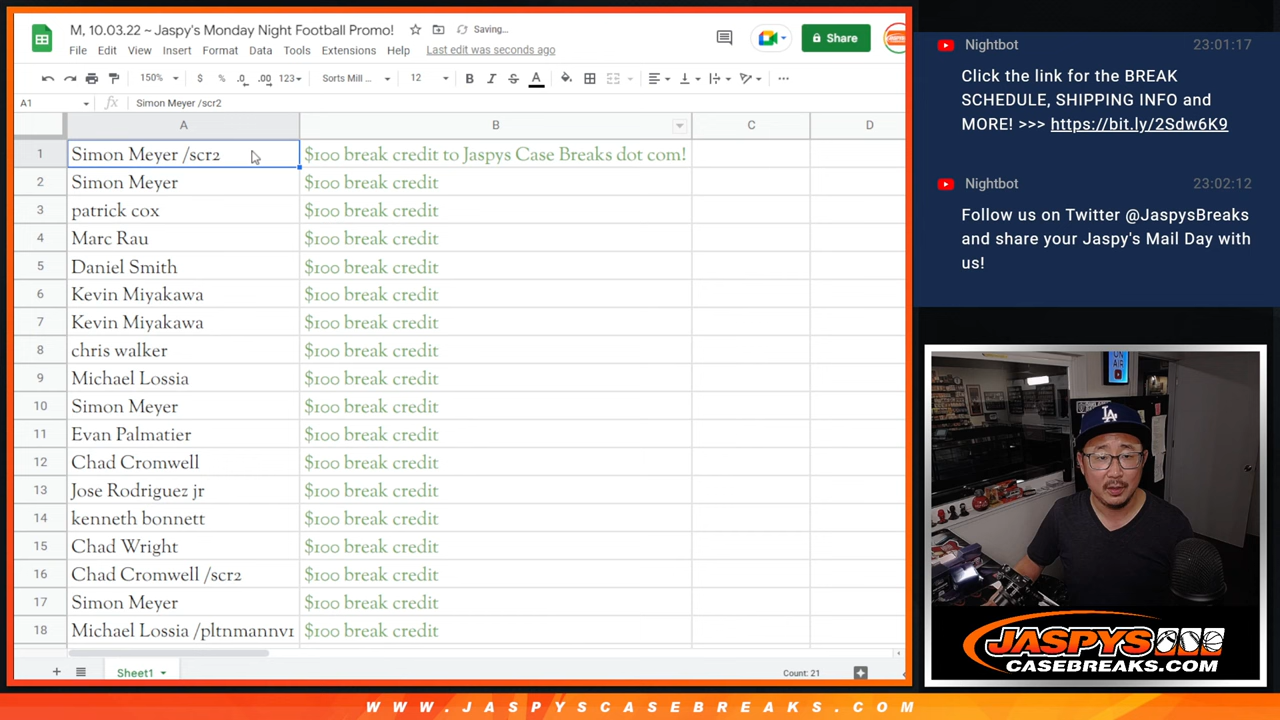 M, 10.03.22 ~ Jaspy's Monday Night Football Promo!
Saving...
File Edit View Insert Format Data Tools Extensions Help Last edit was seconds ago
Share
150% $ % .0 .00 123 Sorts Mill ... 12 B I S A
A1 fx Simon Meyer /scr2
A B C D
1 Simon Meyer /scr2 $100 break credit to Jaspys Case Breaks dot com!
2 Simon Meyer $100 break credit
3 patrick cox $100 break credit
4 Marc Rau $100 break credit
5 Daniel Smith $100 break credit
6 Kevin Miyakawa $100 break credit
7 Kevin Miyakawa $100 break credit
8 chris walker $100 break credit
9 Michael Lossia $100 break credit
10 Simon Meyer $100 break credit
11 Evan Palmatier $100 break credit
12 Chad Cromwell $100 break credit
13 Jose Rodriguez jr $100 break credit
14 kenneth bonnett $100 break credit
15 Chad Wright $100 break credit
16 Chad Cromwell /scr2 $100 break credit
17 Simon Meyer $100 break credit
18 Michael Lossia /pltnmannv1 $100 break credit
Sheet1
Count: 21
Nightbot 23:01:17
Click the link for the BREAK
SCHEDULE, SHIPPING INFO and
MORE! >>> https://bit.ly/2Sdw6K9
Nightbot 23:02:12
Follow us on Twitter @JaspysBreaks
and share your Jaspy's Mail Day with
us!
ON
AIR
LA
JASPYS
CASEBREAKS.COM
WWW.JASPYSCASEBREAKS.COM